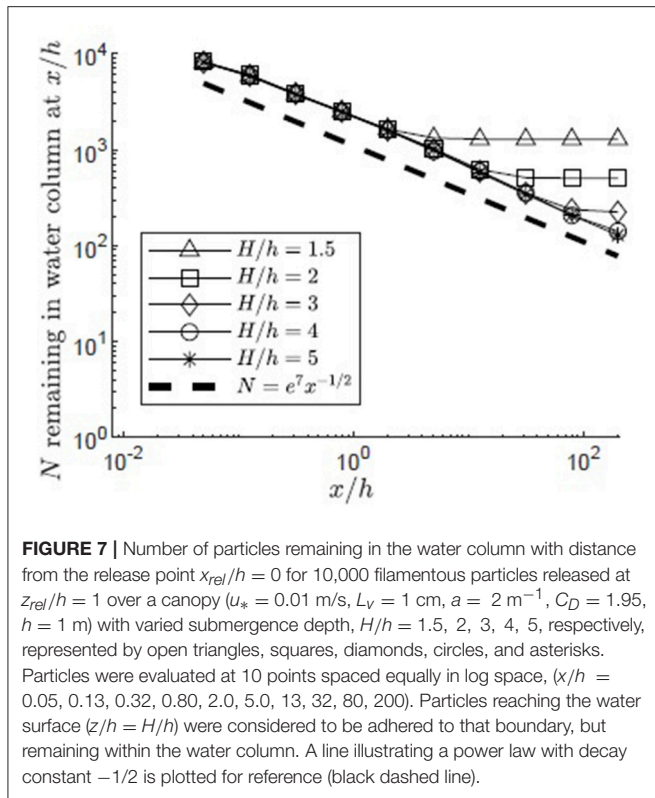 10^4
10^3
10^2
10^1
10^0
N remaining in water column at x/h
H/h = 1.5
H/h = 2
H/h = 3
H/h = 4
H/h = 5
N = e^7x^{-1/2}
10^-2
10^0
10^2
x/h
FIGURE 7 | Number of particles remaining in the water column with distance
from the release point x_rel/h = 0 for 10,000 filamentous particles released at
z_rel/h = 1 over a canopy (u_* = 0.01 m/s, L_v = 1 cm, a = 2 m^−1, C_D = 1.95,
h = 1 m) with varied submergence depth, H/h = 1.5, 2, 3, 4, 5, respectively,
represented by open triangles, squares, diamonds, circles, and asterisks.
Particles were evaluated at 10 points spaced equally in log space, (x/h =
0.05, 0.13, 0.32, 0.80, 2.0, 5.0, 13, 32, 80, 200). Particles reaching the water
surface (z/h = H/h) were considered to be adhered to that boundary, but
remaining within the water column. A line illustrating a power law with decay
constant −1/2 is plotted for reference (black dashed line).